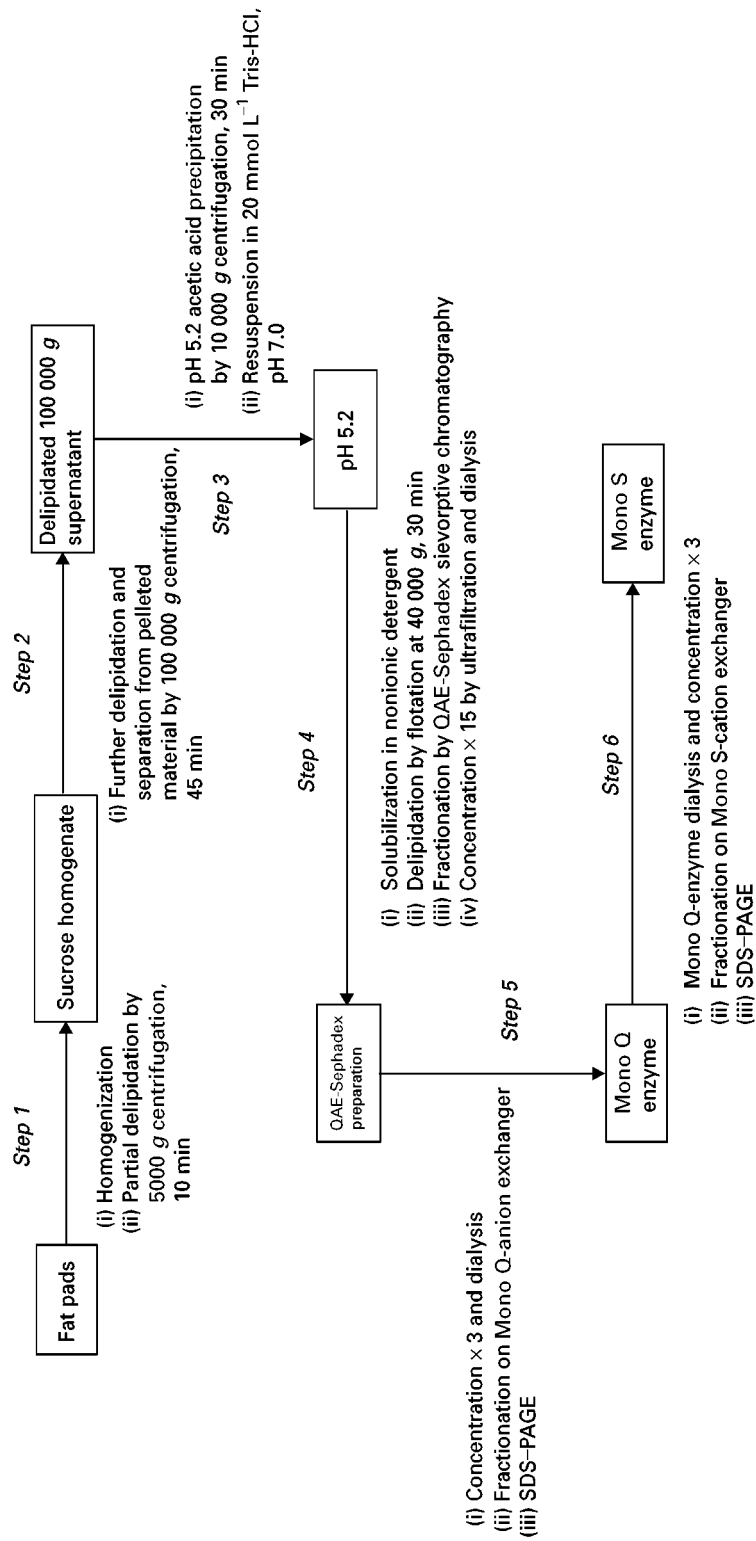 Fat pads
Step 1
(i) Homogenization
(ii) Partial delipidation by
5000 g centrifugation,
10 min
Sucrose homogenate
Step 2
(i) Further delipidation and
separation from pelleted
material by 100 000 g centrifugation,
45 min
Delipidated 100 000 g
supernatant
Step 3
(i) pH 5.2 acetic acid precipitation
by 10 000 g centrifugation, 30 min
(ii) Resuspension in 20 mmol L⁻¹ Tris-HCl,
pH 7.0
pH 5.2
Step 4
(i) Solubilization in nonionic detergent
(ii) Delipidation by flotation at 40 000 g, 30 min
(iii) Fractionation by QAE-Sephadex sievorptive chromatography
(iv) Concentration × 15 by ultrafiltration and dialysis
QAE-Sephadex
preparation
Step 5
(i) Concentration × 3 and dialysis
(ii) Fractionation on Mono Q-anion exchanger
(iii) SDS–PAGE
Mono Q
enzyme
Step 6
(i) Mono Q-enzyme dialysis and concentration × 3
(ii) Fractionation on Mono S-cation exchanger
(iii) SDS–PAGE
Mono S
enzyme